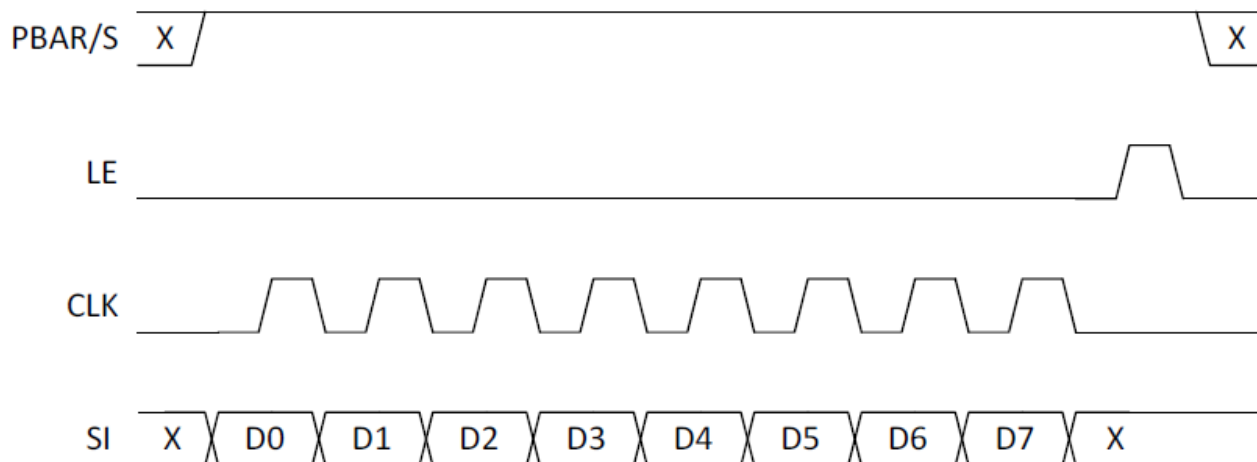 PBAR/S X X
LE
CLK
SI X D0 D1 D2 D3 D4 D5 D6 D7 X